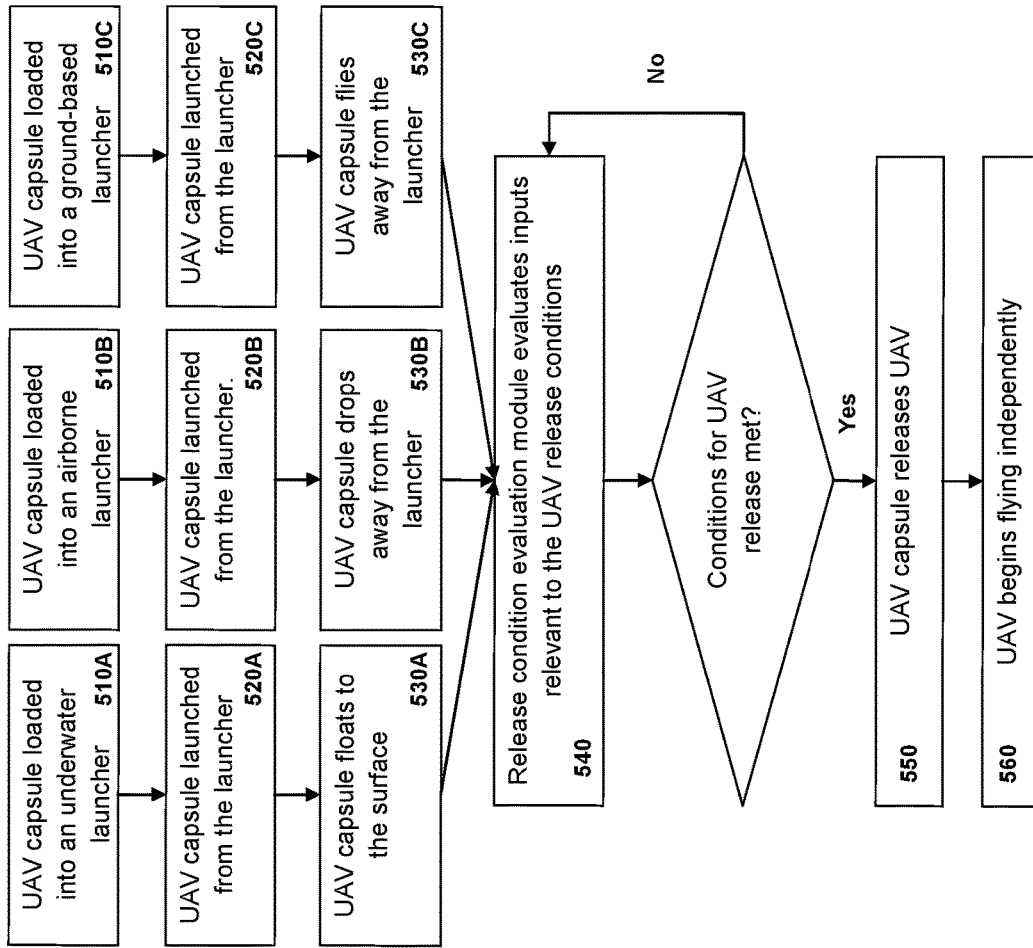 UAV capsule loaded
into an underwater
launcher 510A
UAV capsule launched
from the launcher
520A
UAV capsule floats to
the surface
530A
UAV capsule loaded
into an airborne
launcher 510B
UAV capsule launched
from the launcher.
520B
UAV capsule drops
away from the
launcher 530B
UAV capsule loaded
into a ground-based
launcher 510C
UAV capsule launched
from the launcher
520C
UAV capsule flies
away from the
launcher 530C
Release condition evaluation module evaluates inputs
relevant to the UAV release conditions
540
Conditions for UAV
release met?
No
Yes
UAV capsule releases UAV
550
UAV begins flying independently
560